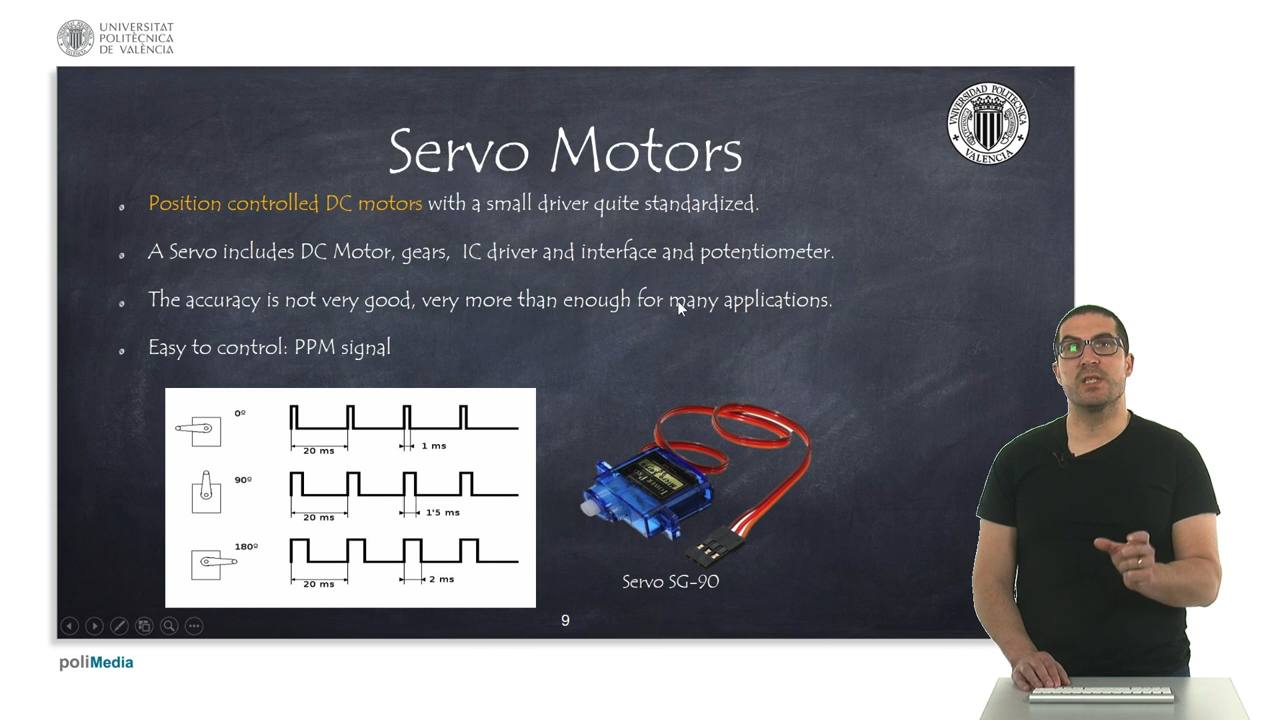 UNIVERSITAT
POLITÈCNICA
DE VALÈNCIA
UNIVERSIDAD POLITECNICA
VALENCIA
Servo Motors
Position controlled DC motors with a small driver quite standardized.
A Servo includes DC Motor, gears, IC driver and interface and potentiometer.
The accuracy is not very good, very more than enough for many applications.
Easy to control: PPM signal
0º
20 ms
1 ms
90º
20 ms
1'5 ms
180º
20 ms
2 ms
Servo SG-90
9
poliMedia